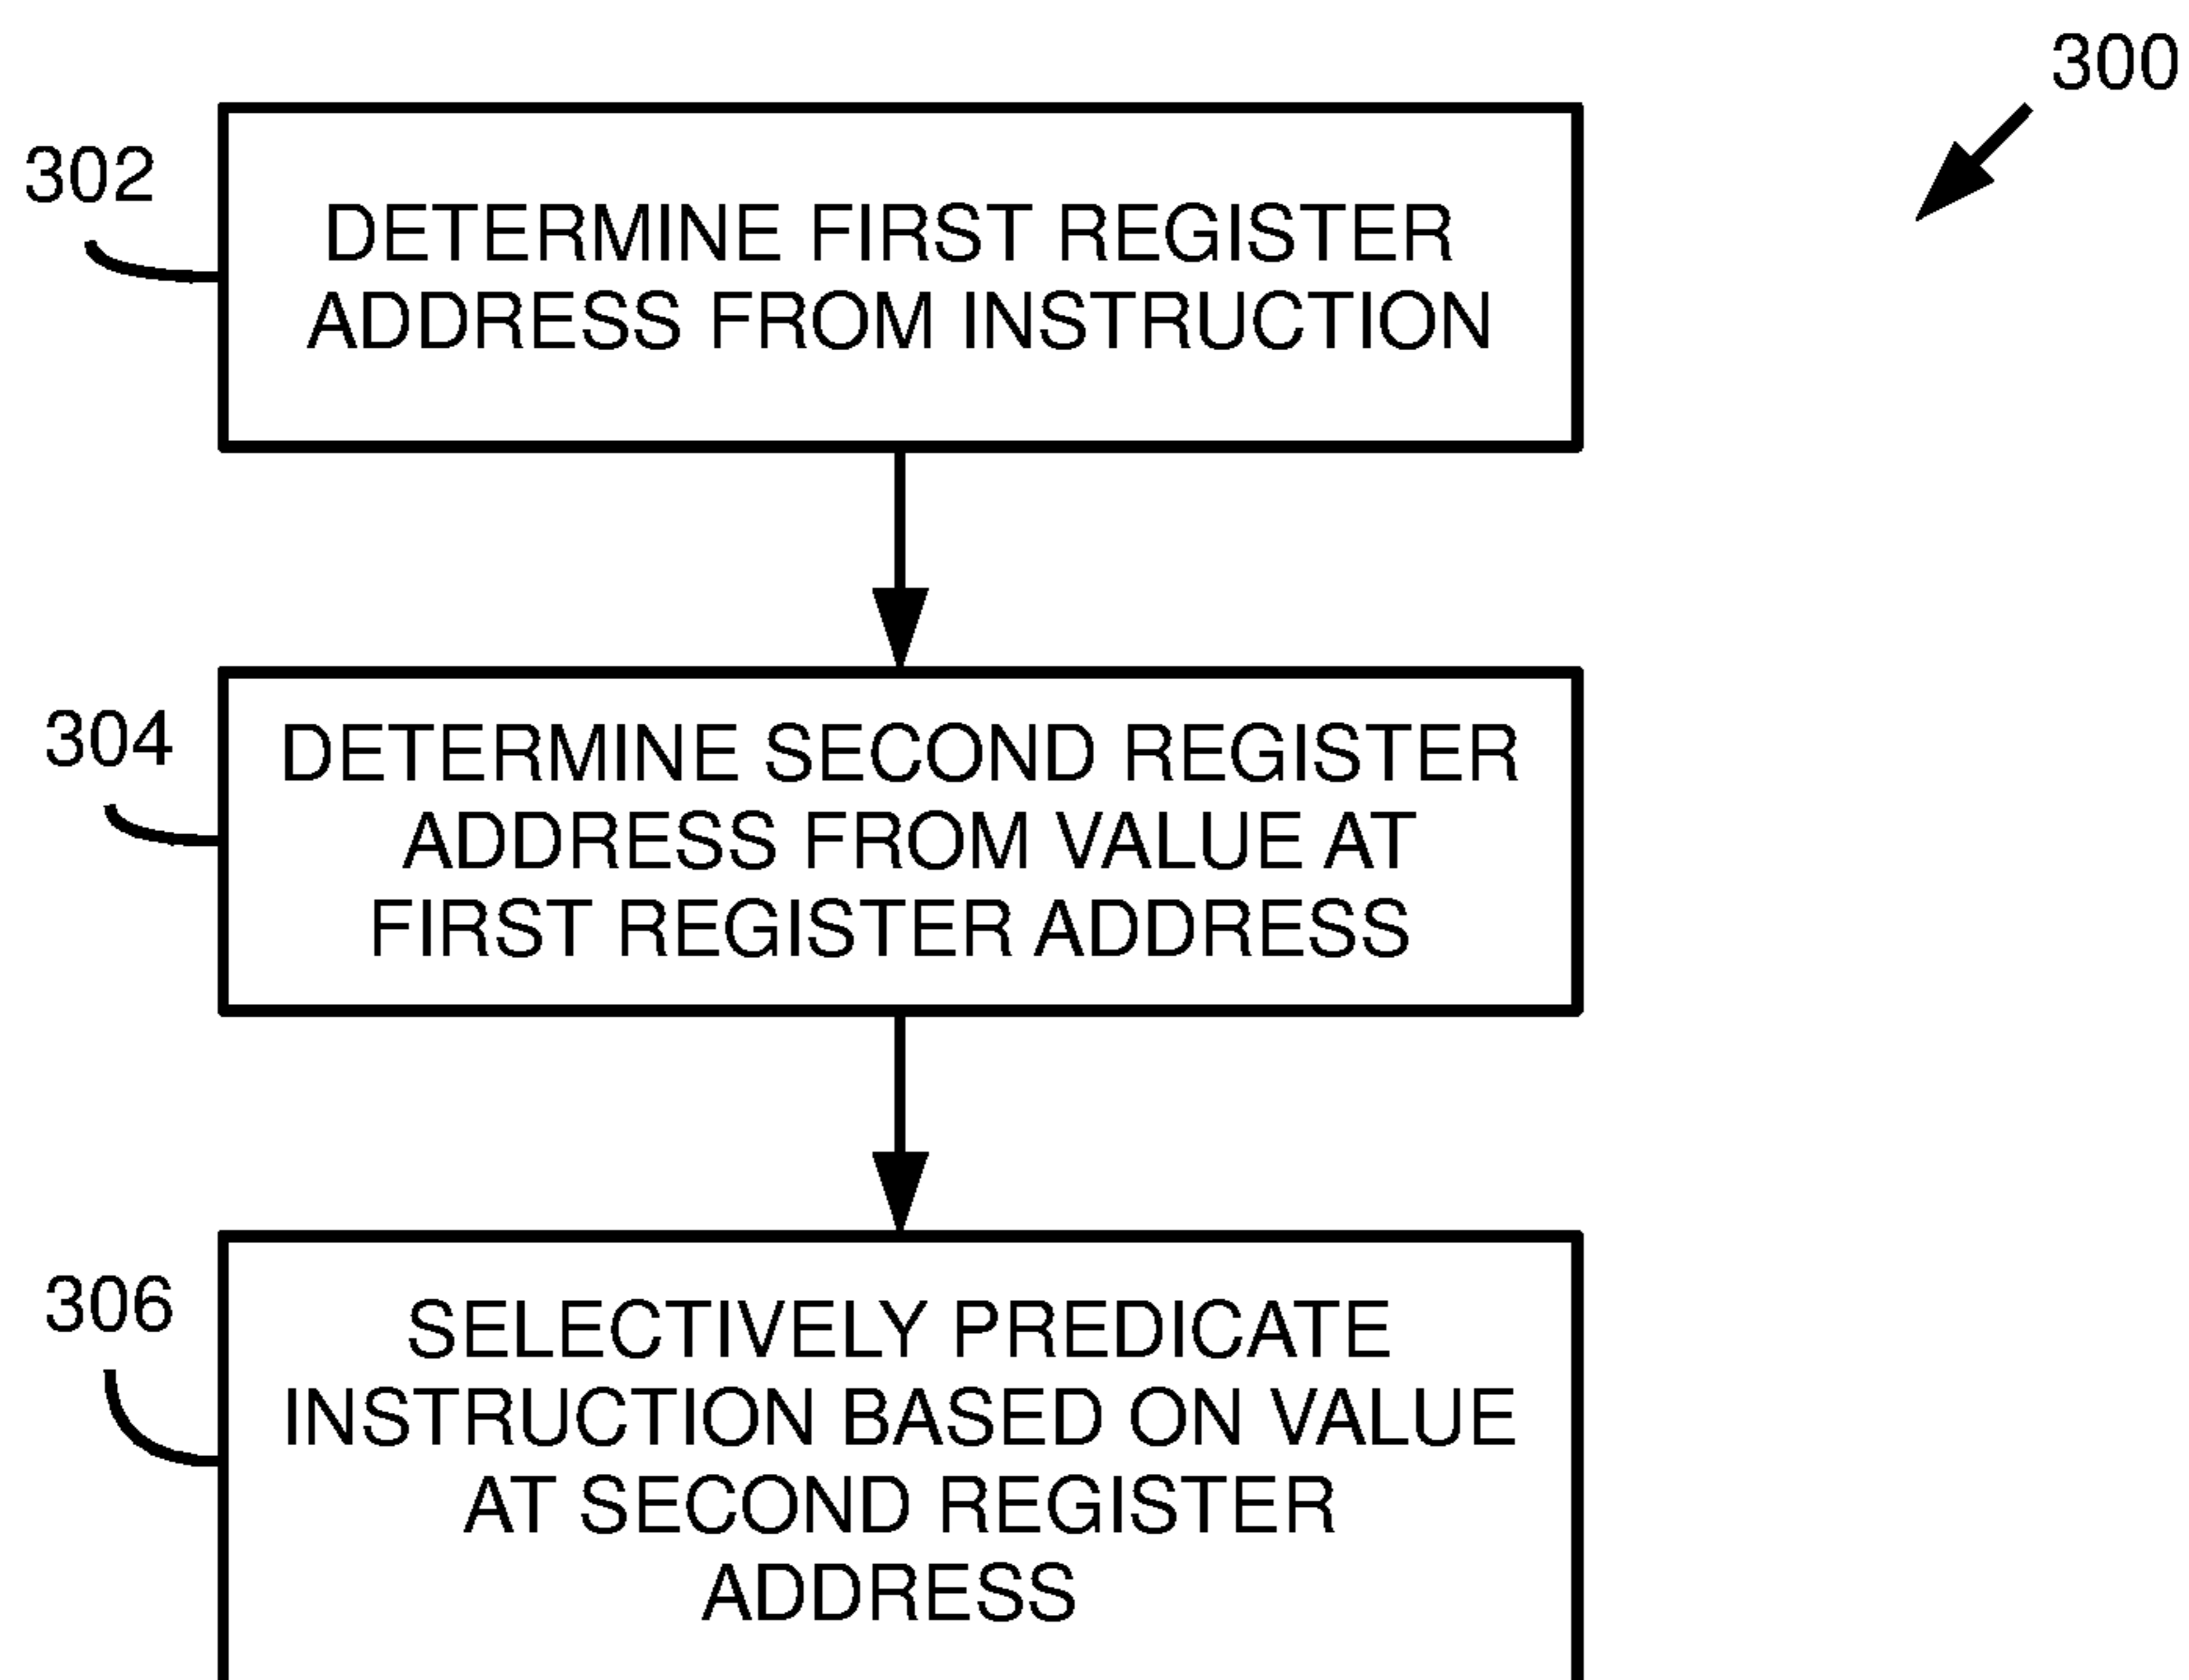 300
302
DETERMINE FIRST REGISTER
ADDRESS FROM INSTRUCTION
304
DETERMINE SECOND REGISTER
ADDRESS FROM VALUE AT
FIRST REGISTER ADDRESS
306
SELECTIVELY PREDICATE
INSTRUCTION BASED ON VALUE
AT SECOND REGISTER
ADDRESS